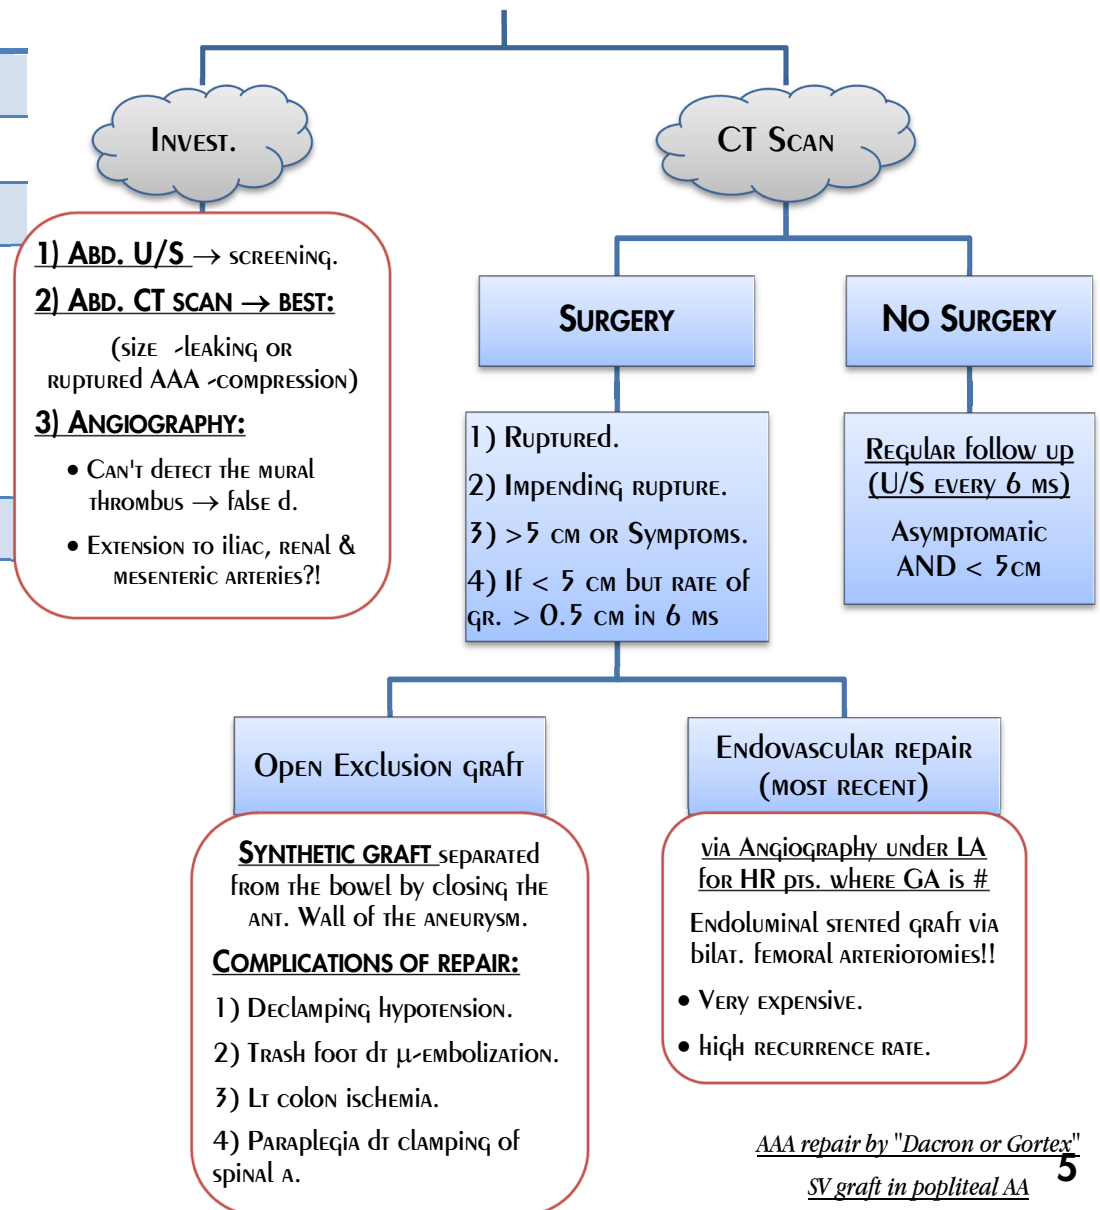 Invest.
CT Scan
1) Abd. U/S → screening.
2) Abd. CT scan → best:
(size -leaking or
ruptured AAA -compression)
3) Angiography:
• Can't detect the mural
thrombus → false d.
• Extension to iliac, renal &
mesenteric arteries?!
Surgery
No Surgery
1) Ruptured.
2) Impending rupture.
3) >5 cm or Symptoms.
4) If < 5 cm but rate of
gr. > 0.5 cm in 6 ms
Regular follow up
(U/S every 6 ms)
Asymptomatic
AND < 5cm
Open Exclusion graft
Endovascular repair
(most recent)
Synthetic graft separated
from the bowel by closing the
ant. Wall of the aneurysm.
Complications of repair:
1) Declamping hypotension.
2) Trash foot dt μ-embolization.
3) Lt colon ischemia.
4) Paraplegia dt clamping of
spinal a.
via Angiography under LA
for HR pts. where GA is #
Endoluminal stented graft via
bilat. femoral arteriotomies!!
• Very expensive.
• high recurrence rate.
AAA repair by "Dacron or Gortex"
SV graft in popliteal AA
5